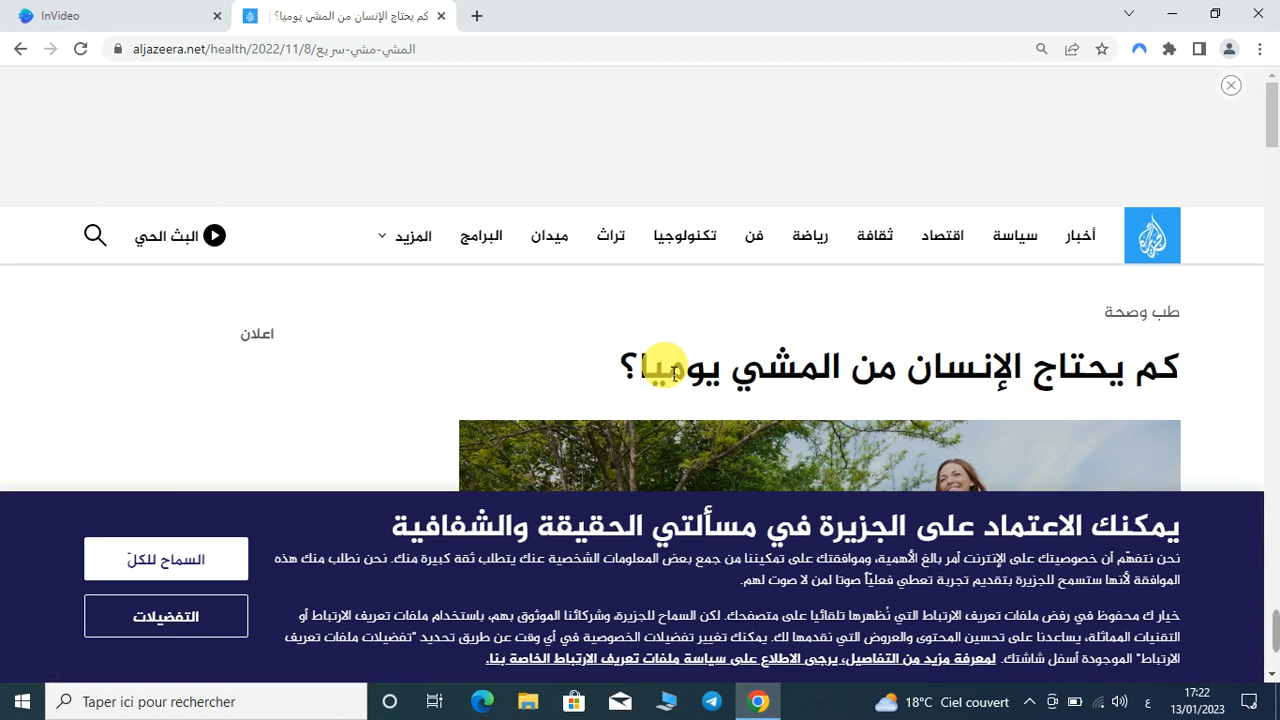 InVideo
كم يحتاج الإنسان من المشي يوميا؟ |
aljazeera.net/health/2022/11/8/المشي-مشي-سريع
أخبار سياسة اقتصاد ثقافة رياضة فن تكنولوجيا تراث ميدان البرامج المزيد البث الحي
طب وصحة
اعلان
كم يحتاج الإنسان من المشي يوميا؟
يمكنك الاعتماد على الجزيرة في مسألتي الحقيقة والشفافية
نحن نتفهّم أن خصوصيتك على الإنترنت أمر بالغ الأهمية، وموافقتك على تمكيننا من جمع بعض المعلومات الشخصية عنك يتطلب ثقة كبيرة منك. نحن نطلب منك هذه
الموافقة لأنها ستسمح للجزيرة بتقديم تجربة تعطي فعليًا صوتا لمن لا صوت لهم.
السماح للكلّ
خيارك محفوظ في رفض ملفات تعريف الارتباط التي نُظهرها تلقائيا على متصفحك. لكن السماح للجزيرة، وشركائنا الموثوق بهم، باستخدام ملفات تعريف الارتباط أو
التقنيات المماثلة، يساعدنا على تحسين المحتوى والعروض التي نقدمها لك. يمكنك تغيير تفضيلات الخصوصية في أي وقت عن طريق تحديد "تفضيلات ملفات تعريف
الارتباط" الموجودة أسفل شاشتك. لمعرفة مزيد من التفاصيل، يرجى الاطلاع على سياسة ملفات تعريف الارتباط الخاصة بنا.
التفضيلات
Taper ici pour rechercher
18°C Ciel couvert
ع
17:22
13/01/2023